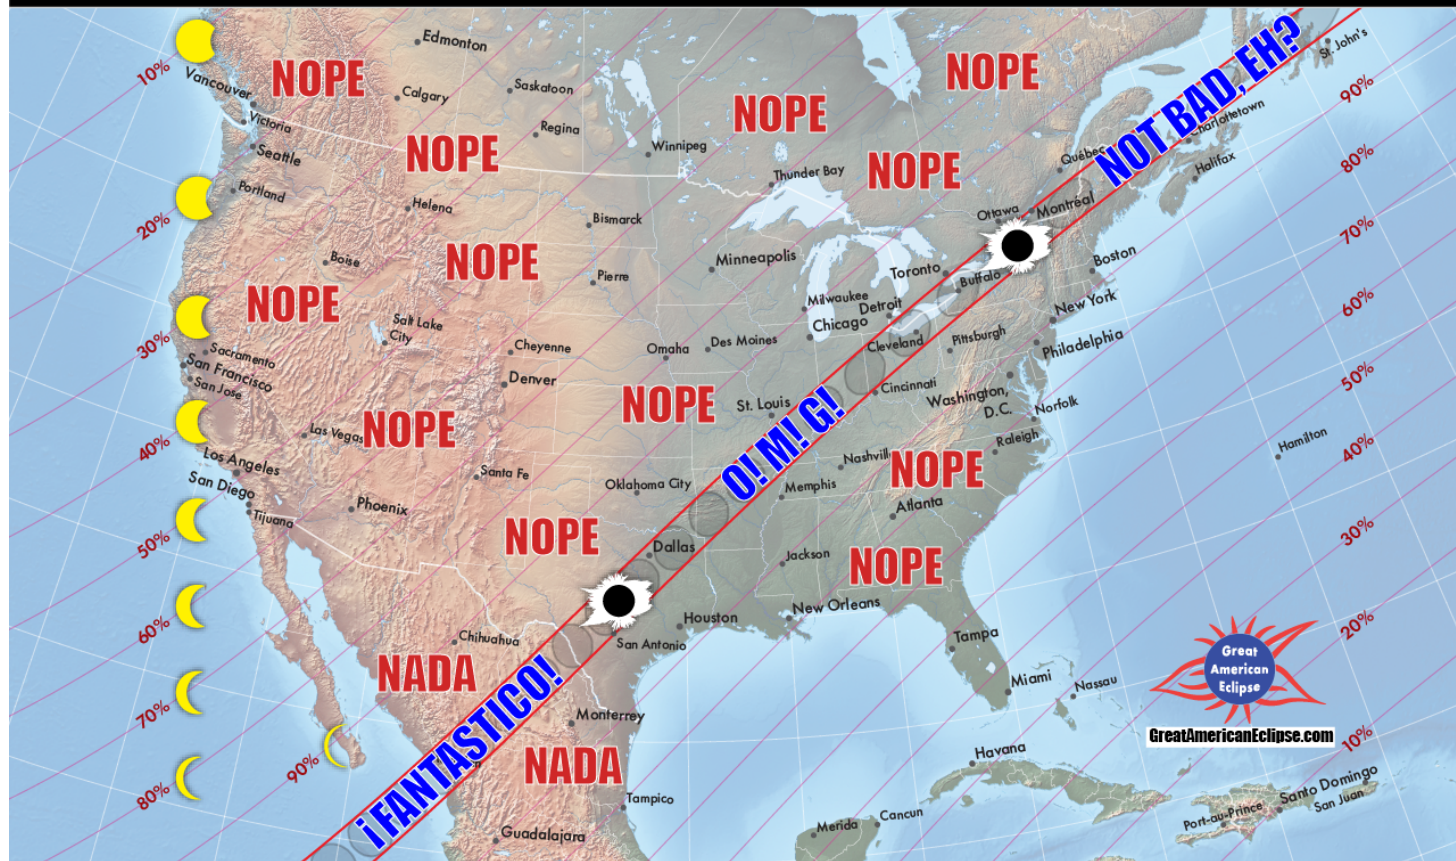 Edmonton
NOPE
10%
Vancouver
Calgary
Saskatoon
Victoria
Regina
Winnipeg
Seattle
NOPE
NOPE
NOPE
NOT BAD, EH?
St. John's
90%
Charlottetown
80%
Halifax
Québec
NOPE
Thunder Bay
Portland
20%
Helena
Bismarck
Ottawa
Montréal
70%
Boise
NOPE
Pierre
Minneapolis
Toronto
Buffalo
Boston
NOPE
Milwaukee
Detroit
Chicago
New York
60%
30%
Salt Lake
City
Sacramento
San Francisco
San Jose
Cheyenne
Omaha
Des Moines
Cleveland
Pittsburgh
Philadelphia
Denver
Cincinnati
Washington,
D.C.
50%
NOPE
St. Louis
O! M! G!
Norfolk
Raleigh
Hamilton
40%
40%
Las Vegas
NOPE
Los Angeles
Santa Fe
San Diego
Tijuana
Phoenix
Oklahoma City
Memphis
NOPE
Atlanta
50%
NOPE
Dallas
Jackson
NOPE
30%
60%
Chihuahua
San Antonio
Houston
New Orleans
Tampa
20%
NADA
Miami
Nassau
Great
American
Eclipse
GreatAmericanEclipse.com
70%
90%
80%
¡FANTASTICO!
Monterrey
NADA
Tampico
Guadalajara
Havana
10%
Merida
Cancun
Port-au-Prince
Santo Domingo
San Juan